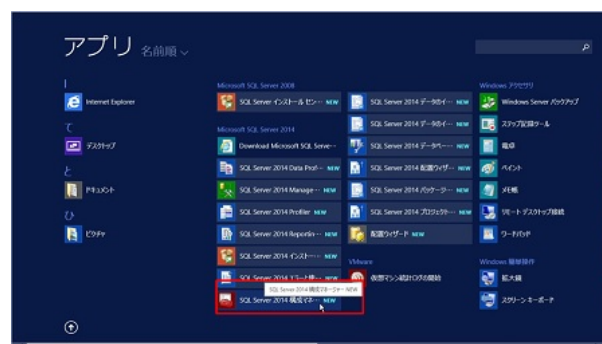 アプリ 名前順
I
Internet Explorer
て
デスクトップ
と
ドキュメント
ひ
ピクチャ
Microsoft SQL Server 2008
SQL Server インストール セン… NEW
Microsoft SQL Server 2014
Download Microsoft SQL Serve…
SQL Server 2014 Data Prof… NEW
SQL Server 2014 Manage… NEW
SQL Server 2014 Profiler NEW
SQL Server 2014 Reportin… NEW
SQL Server 2014 インスト… NEW
SQL Server 2014 エラーと使… NEW
SQL Server 2014 構成マネージャー NEW
SQL Server 2014 構成マネ… NEW
SQL Server 2014 データのイ… NEW
SQL Server 2014 データのイ… NEW
SQL Server 2014 データベー… NEW
SQL Server 2014 配置ウィザ… NEW
SQL Server 2014 パッケージ… NEW
SQL Server 2014 プロジェクト… NEW
配置ウィザード NEW
VMware
仮想マシン統計ログの開始
Windows アクセサリ
Windows Server バックアップ
ステップ記録ツール
電卓
ペイント
メモ帳
リモート デスクトップ接続
ワードパッド
Windows 簡単操作
拡大鏡
スクリーン キーボード